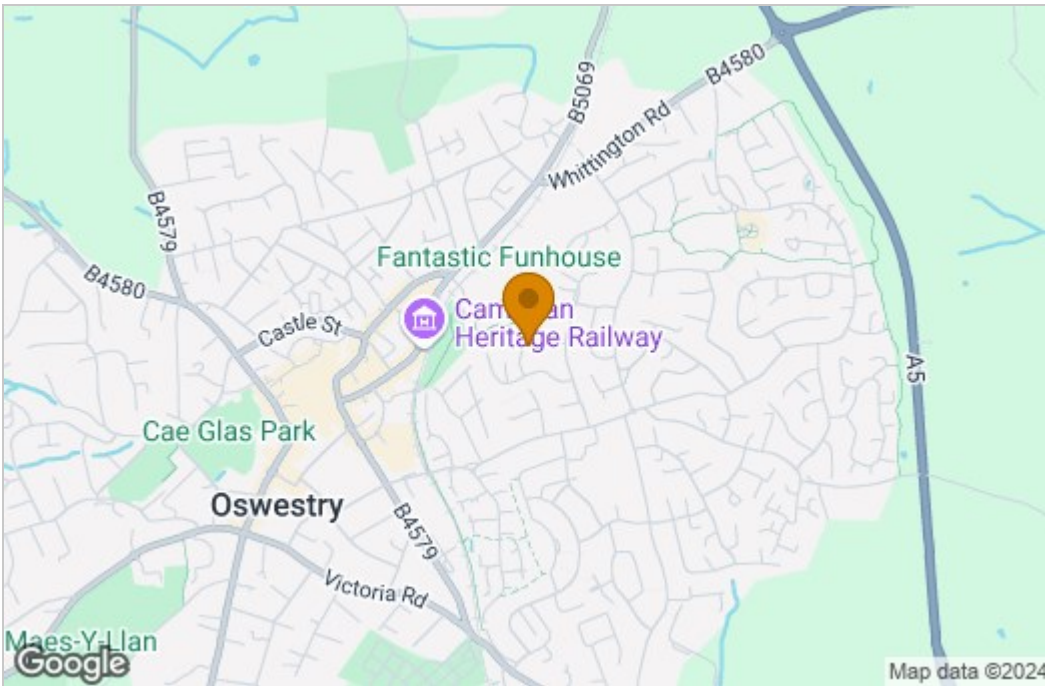 B4580
B5069
Whittington Rd
B4579
Fantastic Funhouse
B4580
Castle St
Heritage Railway
A5
Cae Glas Park
Oswestry
B4579
Victoria Rd
Maes-Y-Llan
Google
Map data ©2024